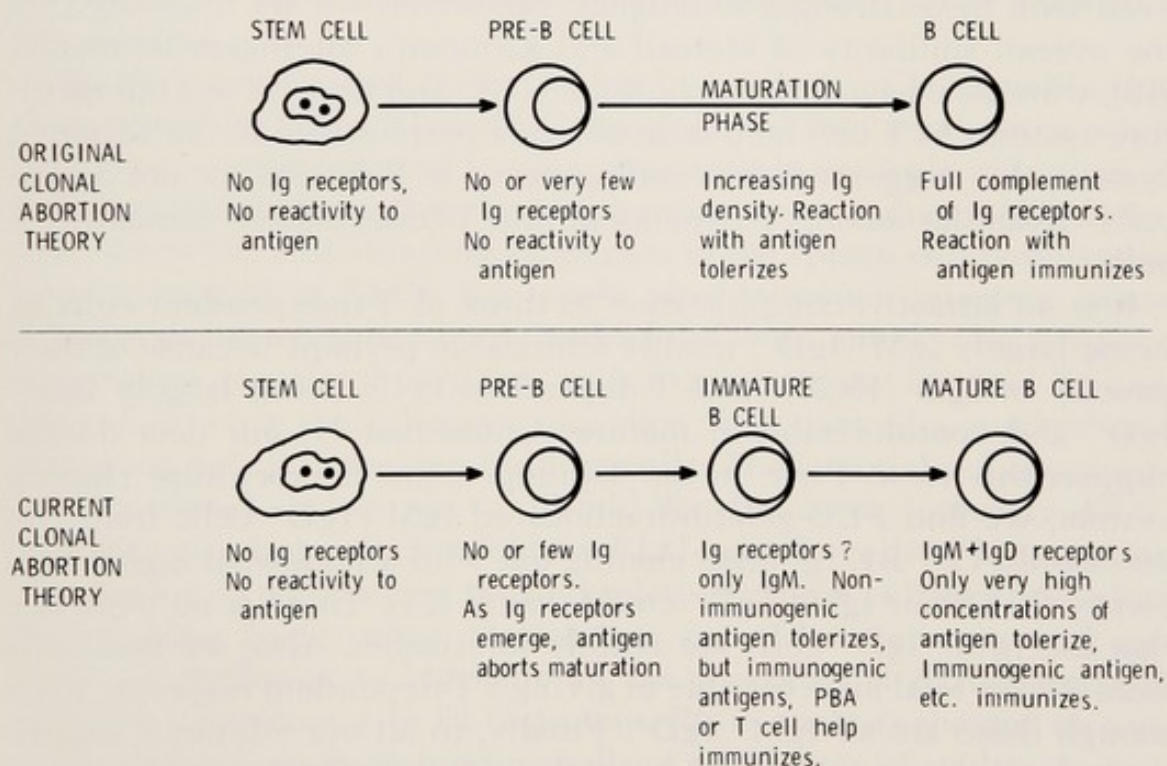 STEM CELL
PRE-B CELL
B CELL
MATURATION
PHASE
ORIGINAL
CLONAL
ABORTION
THEORY
No Ig receptors,
No reactivity to
antigen
No or very few
Ig receptors
No reactivity to
antigen
Increasing Ig
density. Reaction
with antigen
tolerizes
Full complement
of Ig receptors.
Reaction with
antigen immunizes
STEM CELL
PRE-B CELL
IMMATURE
B CELL
MATURE B CELL
CURRENT
CLONAL
ABORTION
THEORY
No Ig receptors
No reactivity to
antigen
No or few Ig
receptors.
As Ig receptors
emerge, antigen
aborts maturation
Ig receptors ?
only IgM. Non-
immunogenic
antigen tolerizes,
but immunogenic
antigens, PBA
or T cell help
immunizes.
IgM+IgD receptors
Only very high
concentrations of
antigen tolerize,
Immunogenic antigen,
etc. immunizes.